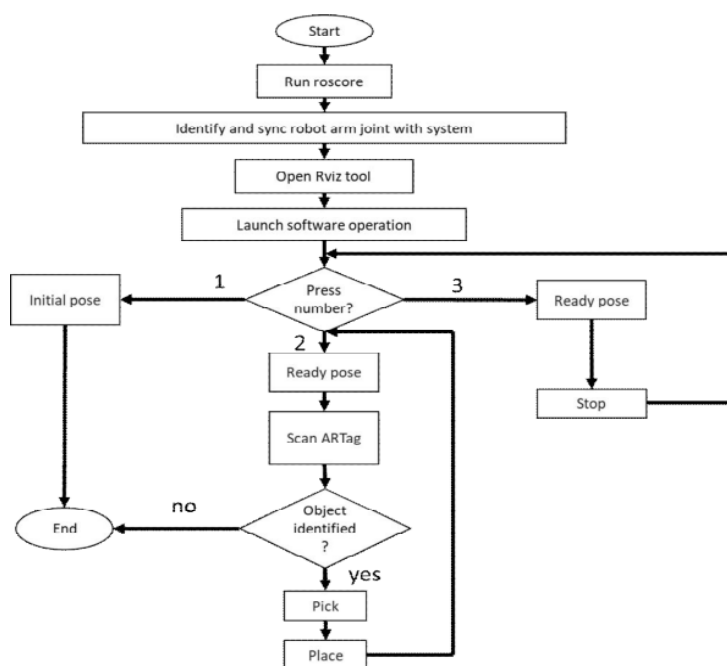 Start
Run roscore
Identify and sync robot arm joint with system
Open Rviz tool
Launch software operation
1
Press
number?
3
Initial pose
Ready pose
2
Ready pose
Stop
Scan ARTag
no
Object
identified
?
End
yes
Pick
Place